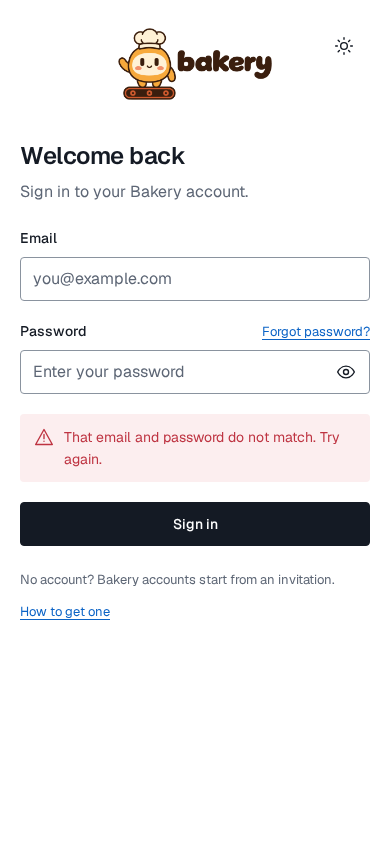 bakery
Welcome back
Sign in to your Bakery account.
Email
you@example.com
Password
Forgot password?
Enter your password
That email and password do not match. Try
again.
Sign in
No account? Bakery accounts start from an invitation.
How to get one